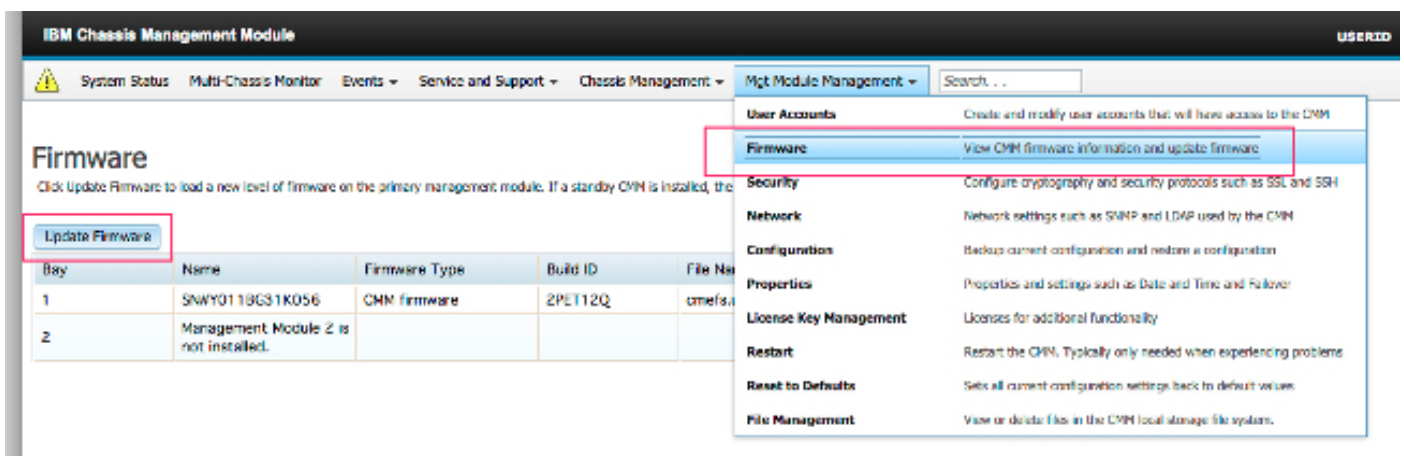 IBM Chassis Management Module
USERID
System Status Multi-Chassis Monitor Events Service and Support Chassis Management Mgt Module Management Search. . .
User Accounts Create and modify user accounts that will have access to the CMM
Firmware View CMM firmware information and update firmware
Security Configure cryptography and security protocols such as SSL and SSH
Network Network settings such as SNMP and LDAP used by the CMM
Configuration Backup current configuration and restore a configuration
Properties Properties and settings such as Date and Time and Failover
License Key Management Licenses for additional functionality
Restart Restart the CMM. Typically only needed when experiencing problems
Reset to Defaults Sets all current configuration settings back to default values
File Management View or delete files in the CMM local storage file system.
Firmware
Click Update Firmware to load a new level of firmware on the primary management module. If a standby CMM is installed, the
Update Firmware
Bay Name Firmware Type Build ID File Na
1 CMM firmware 2PET12Q cmefs.
2 Management Module 2 is
not installed.